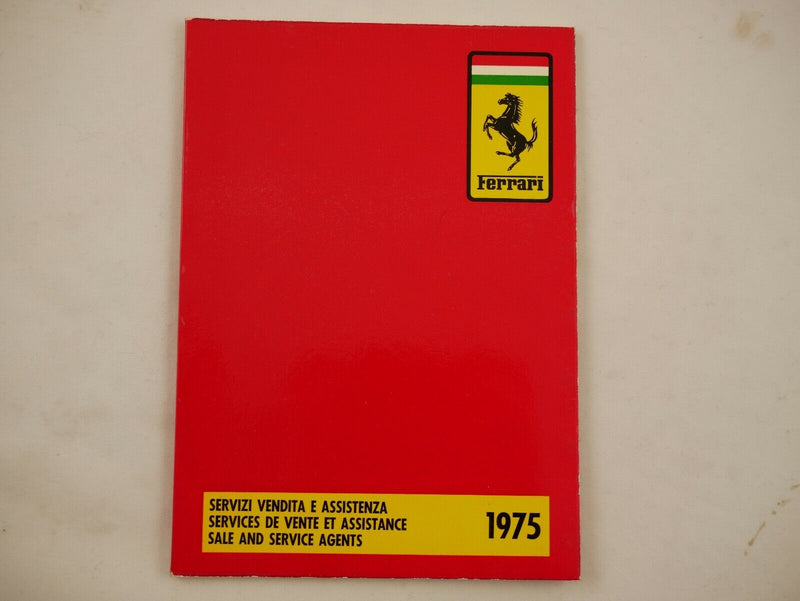 Ferrari
SERVIZI VENDITA E ASSISTENZA
SERVICES DE VENTE ET ASSISTANCE
SALE AND SERVICE AGENTS
1975